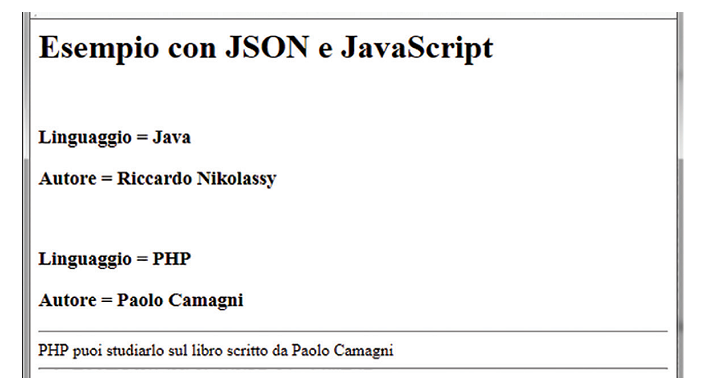 Esempio con JSON e JavaScript
Linguaggio = Java
Autore = Riccardo Nikolassy
Linguaggio = PHP
Autore = Paolo Camagni
PHP puoi studiarlo sul libro scritto da Paolo Camagni